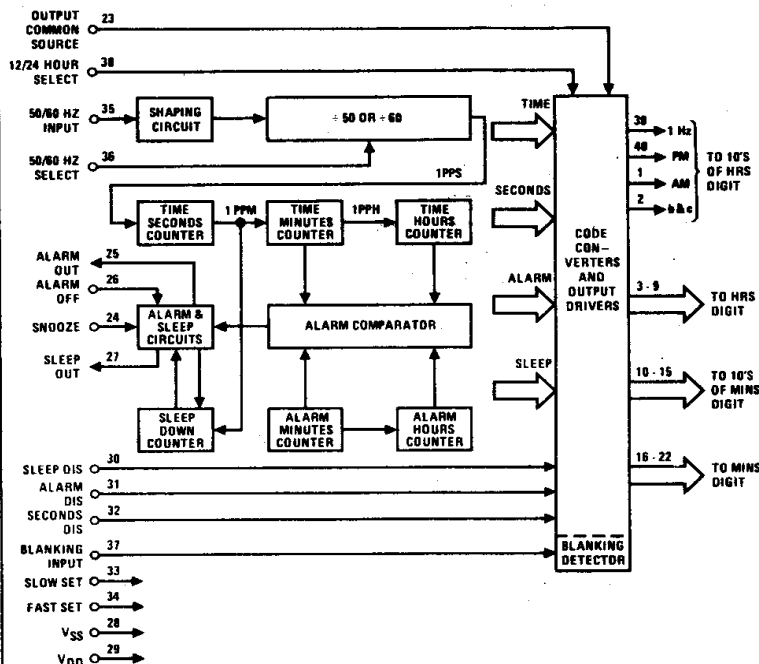 OUTPUT
COMMON
SOURCE
23
12/24 HOUR
SELECT
38
50/60 HZ
INPUT
35
SHAPING
CIRCUIT
÷ 50 OR ÷ 60
50/60 HZ
SELECT
36
1PPS
TIME
SECONDS
COUNTER
1 PPM
TIME
MINUTES
COUNTER
1PPH
TIME
HOURS
COUNTER
ALARM
OUT
25
ALARM
OFF
26
SNOOZE
24
SLEEP
OUT
27
ALARM &
SLEEP
CIRCUITS
ALARM COMPARATOR
SLEEP
DOWN
COUNTER
ALARM
MINUTES
COUNTER
ALARM
HOURS
COUNTER
SLEEP DIS
30
ALARM
DIS
31
SECONDS
DIS
32
BLANKING
INPUT
37
SLOW SET
33
FAST SET
34
VSS
28
VDD
29
TIME
SECONDS
ALARM
SLEEP
CODE
CON–
VERTERS
AND
OUTPUT
DRIVERS
BLANKING
DETECTOR
39
1 Hz
40
PM
1
AM
2
b & c
TO 10'S
OF HRS
DIGIT
3 - 9
TO HRS
DIGIT
10 - 15
TO 10'S
OF MINS
DIGIT
16 - 22
TO MINS
DIGIT